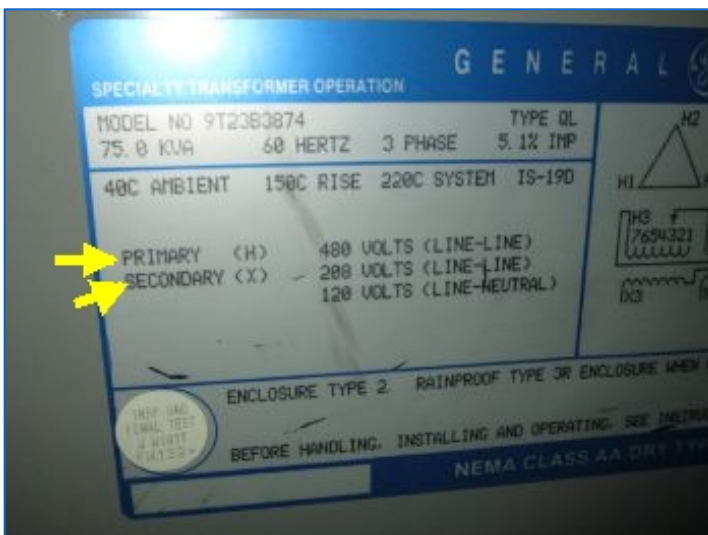 GENERAL
SPECIALTY TRANSFORMER OPERATION
MODEL NO 9T23B3874 TYPE QL
75.0 KVA 60 HERTZ 3 PHASE 5.1% IMP
40C AMBIENT 150C RISE 220C SYSTEM IS-19D
PRIMARY (H) 480 VOLTS (LINE-LINE)
SECONDARY (X) 208 VOLTS (LINE-LINE)
120 VOLTS (LINE-NEUTRAL)
H2
H1
H3
7654321
X3
ENCLOSURE TYPE 2 RAINPROOF TYPE 3R ENCLOSURE WHEN
FINAL TEST
BEFORE HANDLING, INSTALLING AND OPERATING, SEE
NEMA CLASS AA DRY